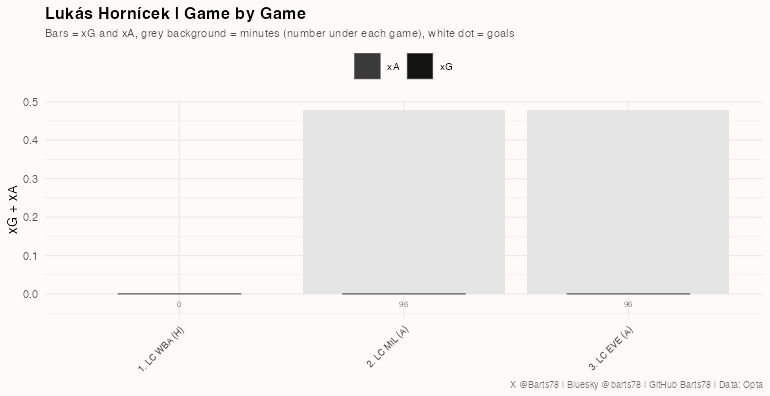 Lukás Hornícek | Game by Game
Bars = xG and xA, grey background = minutes (number under each game), white dot = goals
xA xG
xG + xA
0.5
0.4
0.3
0.2
0.1
0.0
0 96 96
1. LC WBA (H) 2. LC MIL (A) 3. LC EVE (A)
X @Barts78 | Bluesky @barts78 | GitHub Barts78 | Data: Opta